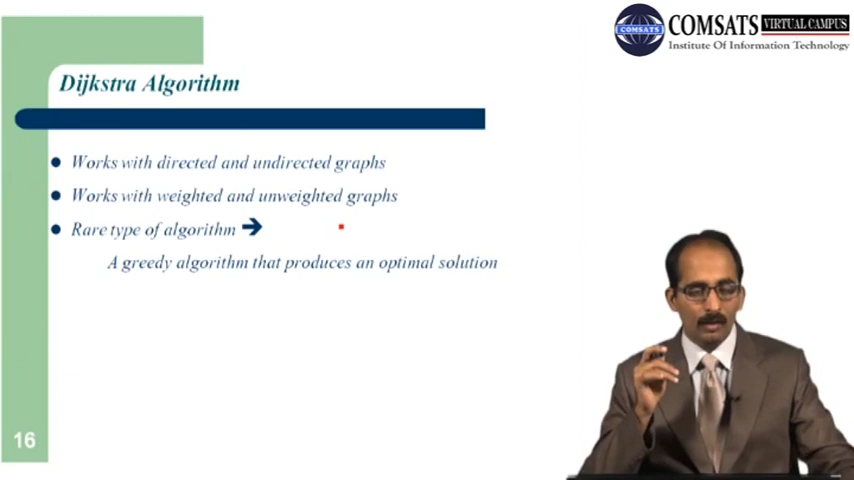 COMSATS
COMSATS VIRTUAL CAMPUS
Institute Of Information Technology
Dijkstra Algorithm
Works with directed and undirected graphs
Works with weighted and unweighted graphs
Rare type of algorithm ➔
A greedy algorithm that produces an optimal solution
16